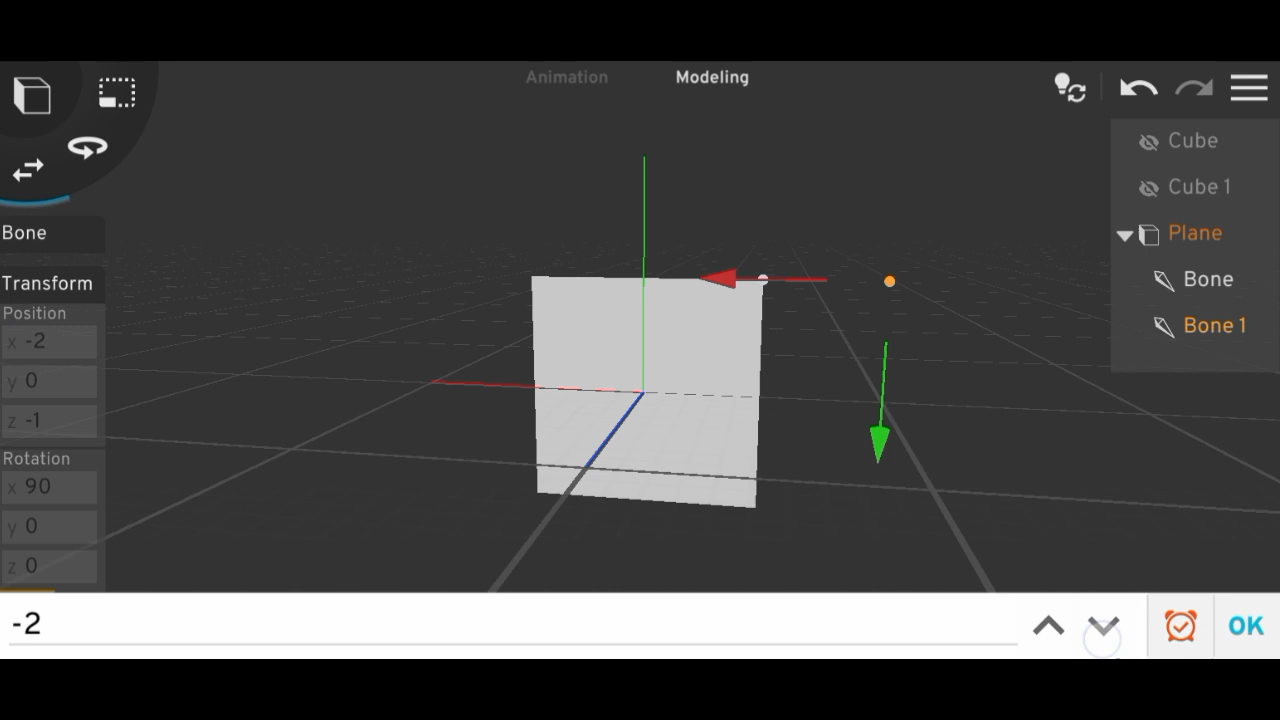 Animation
Modeling
Cube
Cube 1
Bone
Plane
Transform
Bone
Position
Bone 1
x -2
y 0
z -1
Rotation
x 90
y 0
z 0
-2
OK